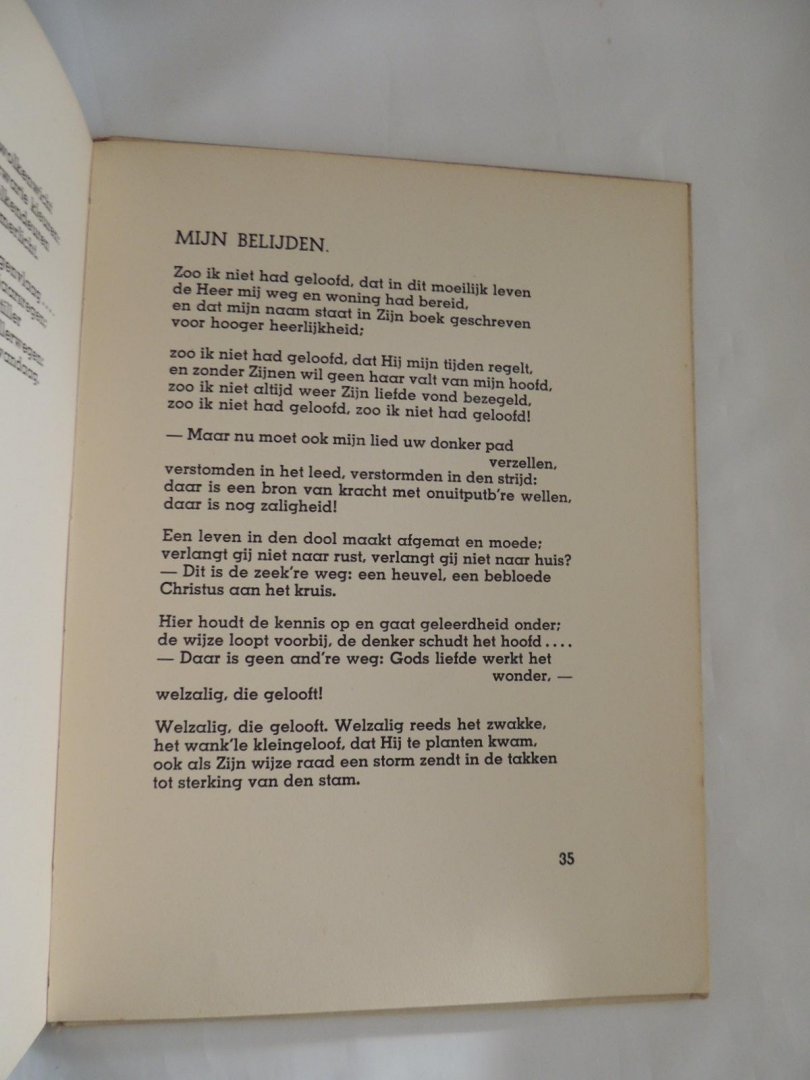 MIJN BELIJDEN.
Zoo ik niet had geloofd, dat in dit moeilijk leven
de Heer mij weg en woning had bereid,
en dat mijn naam staat in Zijn boek geschreven
voor hooger heerlijkheid;
zoo ik niet had geloofd, dat Hij mijn tijden regelt,
en zonder Zijnen wil geen haar valt van mijn hoofd,
zoo ik niet altijd weer Zijn liefde vond bezegeld,
zoo ik niet had geloofd, zoo ik niet had geloofd!
— Maar nu moet ook mijn lied uw donker pad
verzellen,
verstomden in het leed, verstormden in den strijd:
daar is een bron van kracht met onuitputb're wellen,
daar is nog zaligheid!
Een leven in den dool maakt afgemat en moede;
verlangt gij niet naar rust, verlangt gij niet naar huis?
— Dit is de zeek're weg: een heuvel, een bebloede
Christus aan het kruis.
Hier houdt de kennis op en gaat geleerdheid onder;
de wijze loopt voorbij, de denker schudt het hoofd ....
— Daar is geen and're weg: Gods liefde werkt het
wonder, —
welzalig, die gelooft!
Welzalig, die gelooft. Welzalig reeds het zwakke,
het wank'le kleingeloof, dat Hij te planten kwam,
ook als Zijn wijze raad een storm zendt in de takken
tot sterking van den stam.
35